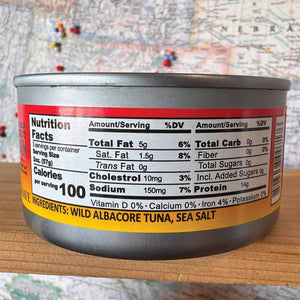 NEBRA
Nutrition
Facts
servings per container
Serving Size
2oz. (57g)
Calories
per serving 100
Amount/Serving %DV
Total Fat 5g 6%
Sat. Fat 1.5g 8%
Trans Fat 0g
Cholestrol 10mg 3%
Sodium 150mg 7%
Amount/Serving %DV
Total Carb 0g 0%
Fiber 0g 0%
Total Sugars 0g
Incl. Added Sugars 0g
Protein 14g
Vitamin D 0% · Calcium 0% · Iron 4% · Potassium 0%
INGREDIENTS: WILD ALBACORE TUNA, SEA SALT